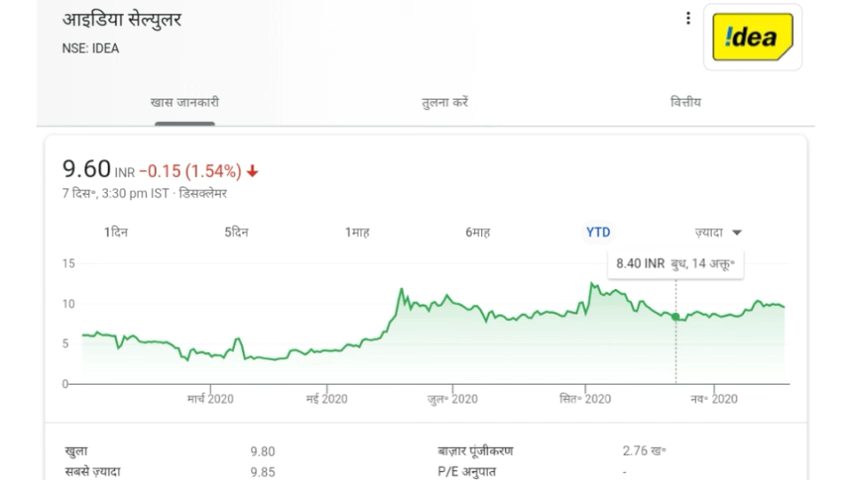 आइडिया सेल्युलर
NSE: IDEA
!dea
खास जानकारी तुलना करें वित्तीय
9.60 INR −0.15 (1.54%)
7 दिस॰, 3:30 pm IST · डिसक्लेमर
1दिन 5दिन 1माह 6माह YTD ज़्यादा
8.40 INR बुध, 14 अक्तू॰
15
10
5
0
मार्च 2020 मई 2020 जुल॰ 2020 सित॰ 2020 नव॰ 2020
खुला 9.80 बाज़ार पूंजीकरण 2.76 ख॰
सबसे ज़्यादा 9.85 P/E अनुपात -